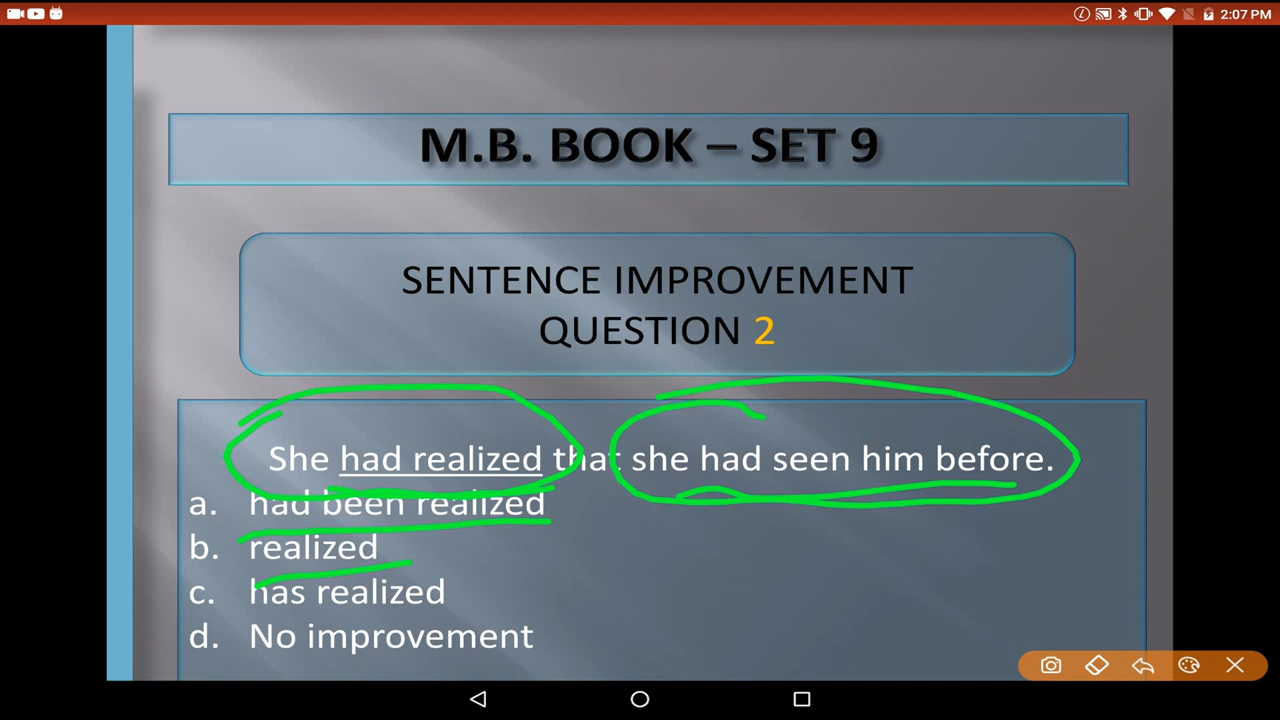 2:07 PM
M.B. BOOK – SET 9
SENTENCE IMPROVEMENT
QUESTION 2
She had realized that she had seen him before.
a. had been realized
b. realized
c. has realized
d. No improvement